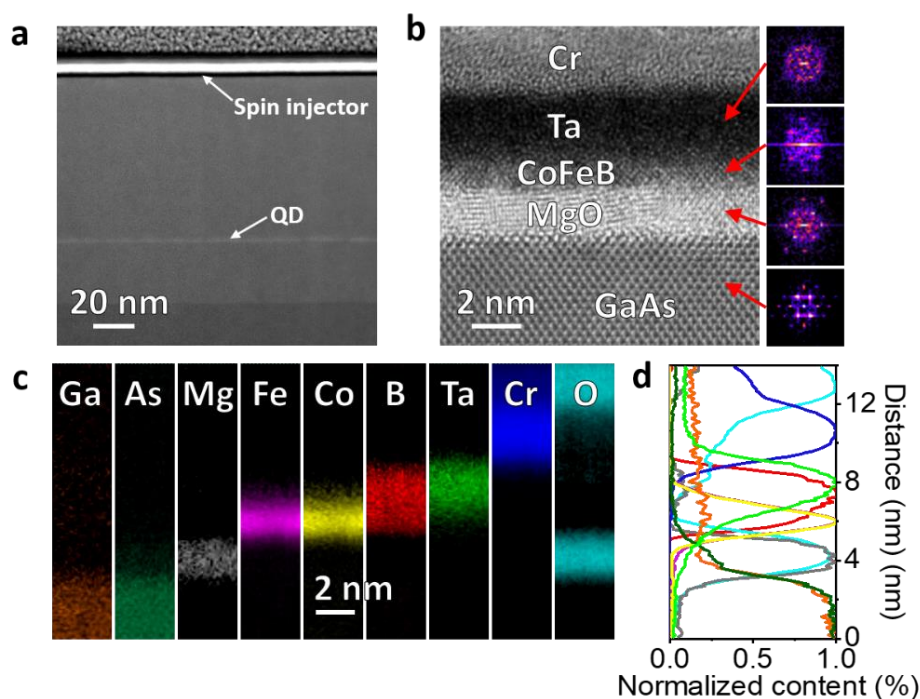 a
Spin injector
QD
20 nm
b
Cr
Ta
CoFeB
MgO
GaAs
2 nm
c
Ga As Mg Fe Co B Ta Cr O
2 nm
d
12
8
4
0
Distance (nm) (nm)
0.0 0.5 1.0
Normalized content (%)